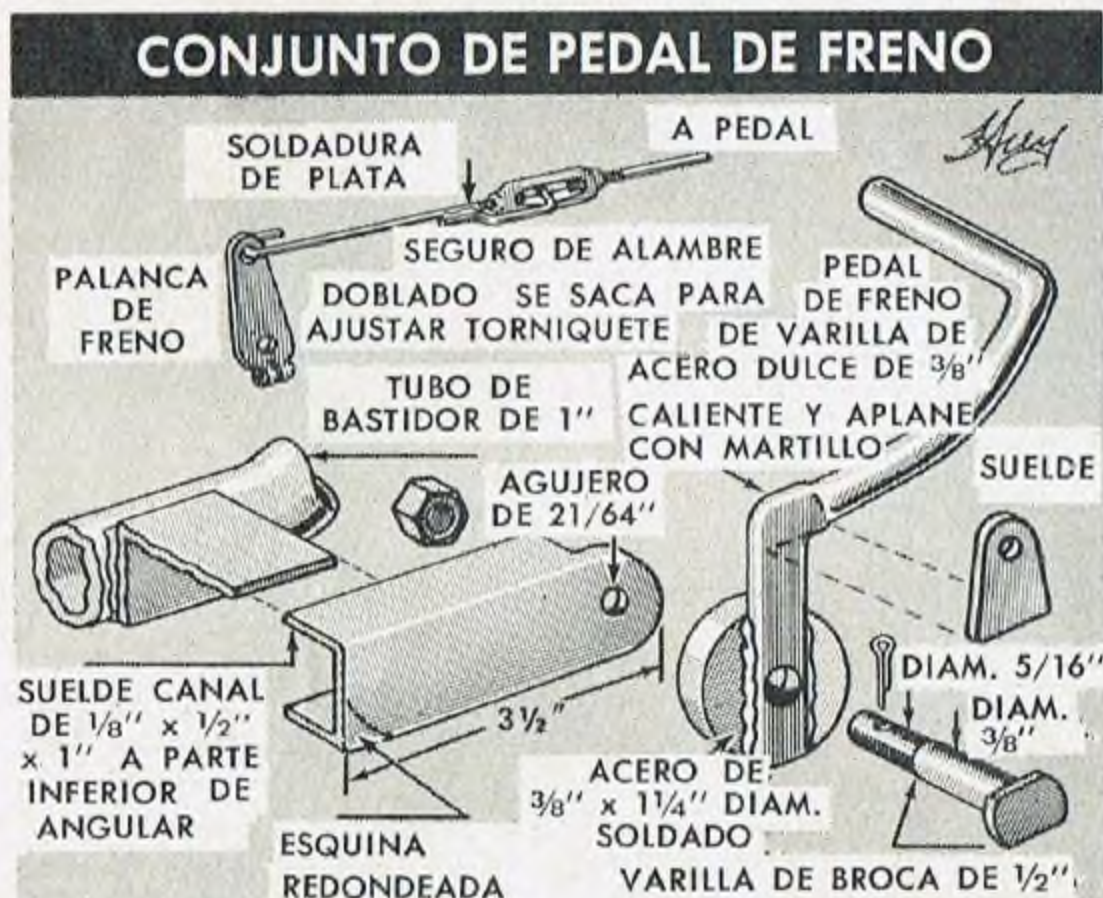 CONJUNTO DE PEDAL DE FRENO
SOLDADURA
DE PLATA
A PEDAL
PALANCA
DE
FRENO
SEGURO DE ALAMBRE
DOBLADO SE SACA PARA
AJUSTAR TORNIQUETE
PEDAL
DE FRENO
DE VARILLA DE
ACERO DULCE DE 3/8"
TUBO DE
BASTIDOR DE 1"
CALIENTE Y APLANE
CON MARTILLO
SUELDE
AGUJERO
DE 21/64"
SUELDE CANAL
DE 1/8" x 1/2"
x 1" A PARTE
INFERIOR DE
ANGULAR
3 1/2"
ESQUINA
REDONDEADA
ACERO DE
3/8" x 1 1/4" DIAM.
SOLDADO
DIAM. 5/16"
DIAM.
3/8"
VARILLA DE BROCA DE 1/2"